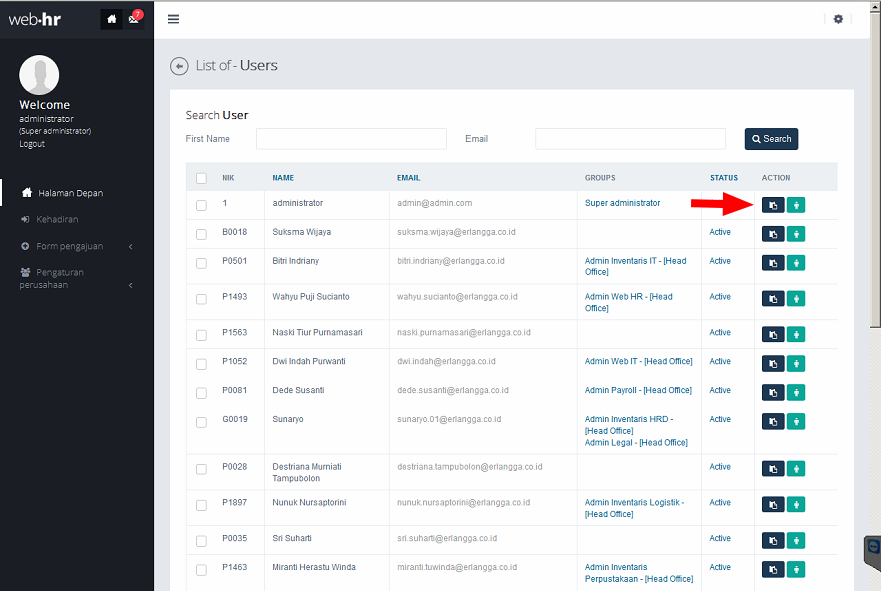 web·hr
7
Welcome
administrator
(Super administrator)
Logout
Halaman Depan
Kehadiran
Form pengajuan
Pengaturan
perusahaan
List of - Users
Search User
First Name
Email
Search
NIK NAME EMAIL GROUPS STATUS ACTION
1 administrator admin@admin.com Super administrator
B0018 Suksma Wijaya suksma.wijaya@erlangga.co.id Active
P0501 Bitri Indriany bitri.indriany@erlangga.co.id Admin Inventaris IT - [Head Active
Office]
P1493 Wahyu Puji Sucianto wahyu.sucianto@erlangga.co.id Admin Web HR - [Head Active
Office]
P1563 Naski Tiur Purnamasari naski.purnamasari@erlangga.co.id Active
P1052 Dwi Indah Purwanti dwi.indah@erlangga.co.id Admin Web IT - [Head Office] Active
P0081 Dede Susanti dede.susanti@erlangga.co.id Admin Payroll - [Head Office] Active
G0019 Sunaryo sunaryo.01@erlangga.co.id Admin Inventaris HRD - Active
[Head Office]
Admin Legal - [Head Office]
P0028 Destriana Murniati destriana.tampubolon@erlangga.co.id Active
Tampubolon
P1897 Nunuk Nursaptorini nunuk.nursaptorini@erlangga.co.id Admin Inventaris Logistik - Active
[Head Office]
P0035 Sri Suharti sri.suharti@erlangga.co.id Active
P1463 Miranti Herastu Winda miranti.tuwinda@erlangga.co.id Admin Inventaris Active
Perpustakaan - [Head Office]